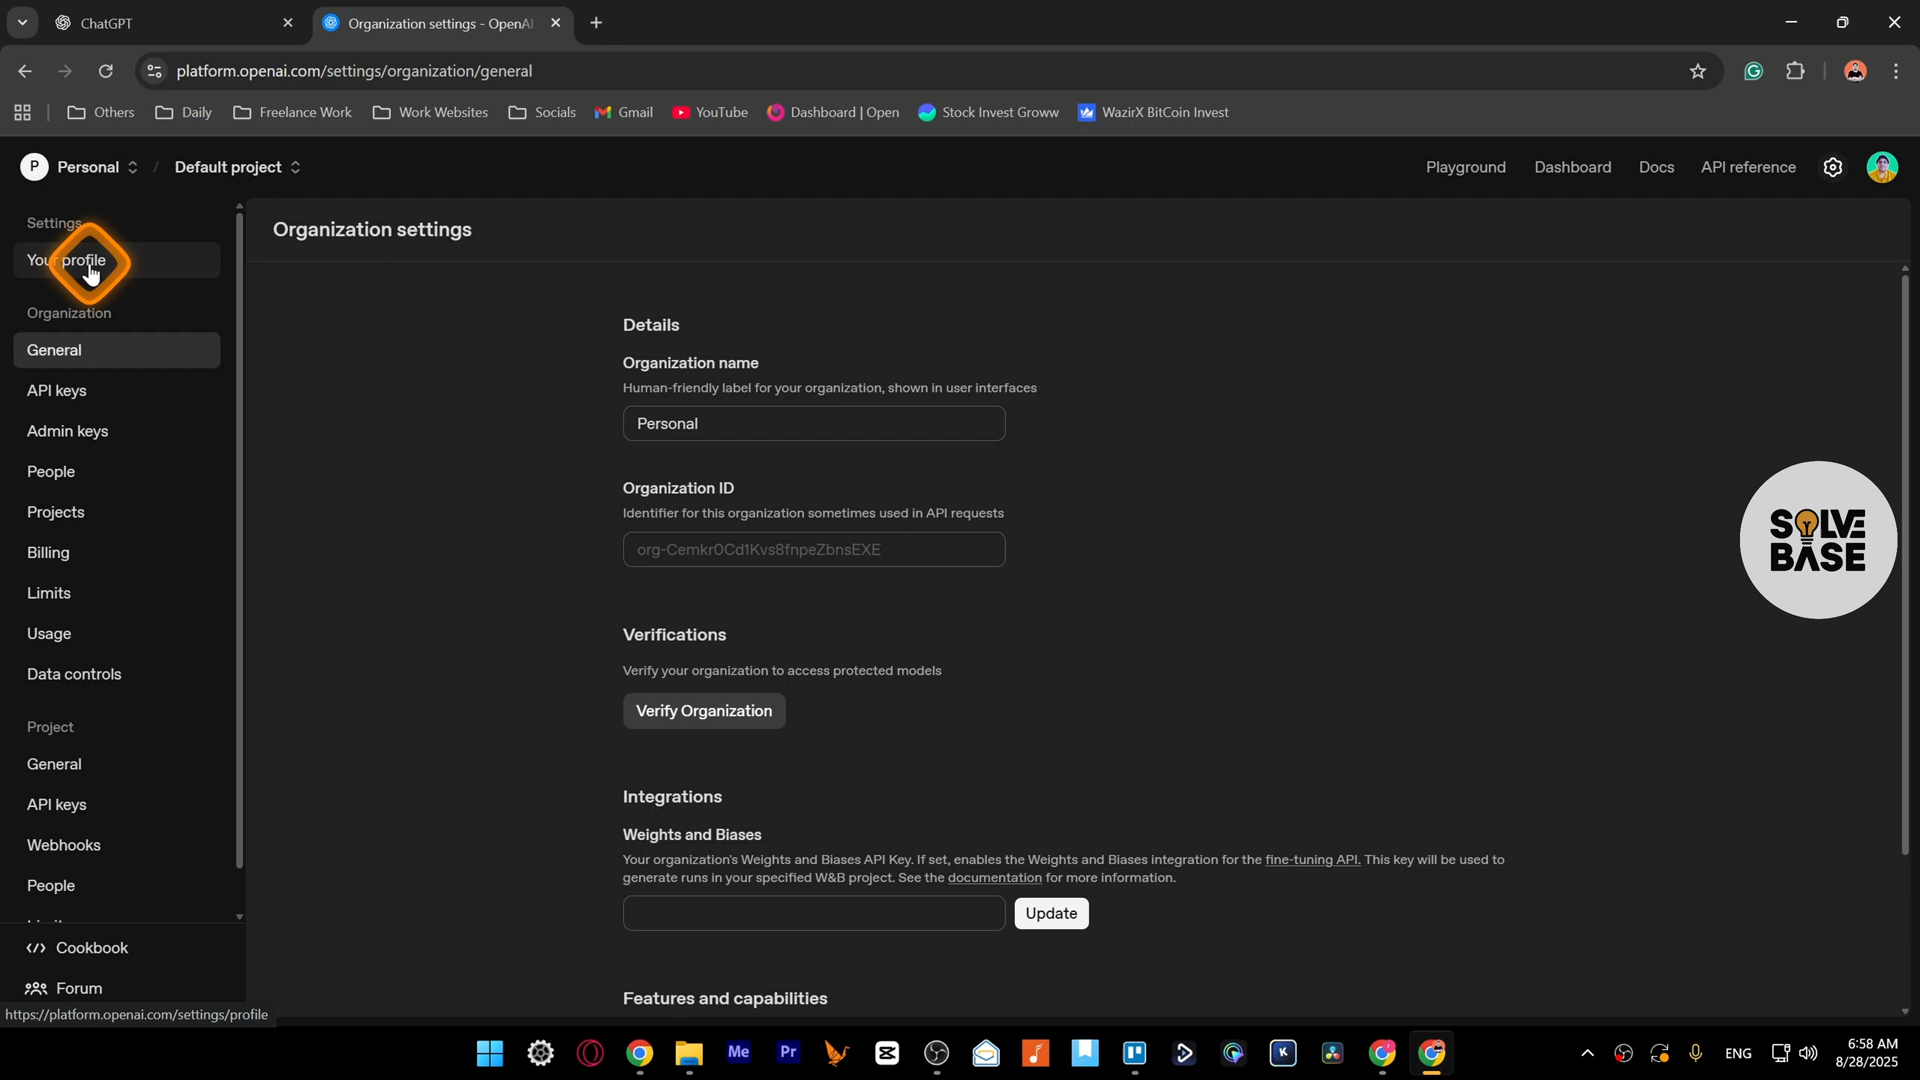 ChatGPT
Organization settings - OpenAI
platform.openai.com/settings/organization/general
Others
Daily
Freelance Work
Work Websites
Socials
Gmail
YouTube
Dashboard | Open
Stock Invest Groww
WazirX BitCoin Invest
P
Personal
/
Default project
Playground
Dashboard
Docs
API reference
Settings
Your profile
Organization
General
API keys
Admin keys
People
Projects
Billing
Limits
Usage
Data controls
Project
General
API keys
Webhooks
People
Cookbook
Forum
https://platform.openai.com/settings/profile
Organization settings
Details
Organization name
Human-friendly label for your organization, shown in user interfaces
Personal
Organization ID
Identifier for this organization sometimes used in API requests
org-Cemkr0Cd1Kvs8fnpeZbnsEXE
Verifications
Verify your organization to access protected models
Verify Organization
Integrations
Weights and Biases
Your organization's Weights and Biases API Key. If set, enables the Weights and Biases integration for the fine-tuning API. This key will be used to
generate runs in your specified W&B project. See the documentation for more information.
Update
Features and capabilities
SOLVE
BASE
Me
Pr
K
ENG
6:58 AM
8/28/2025